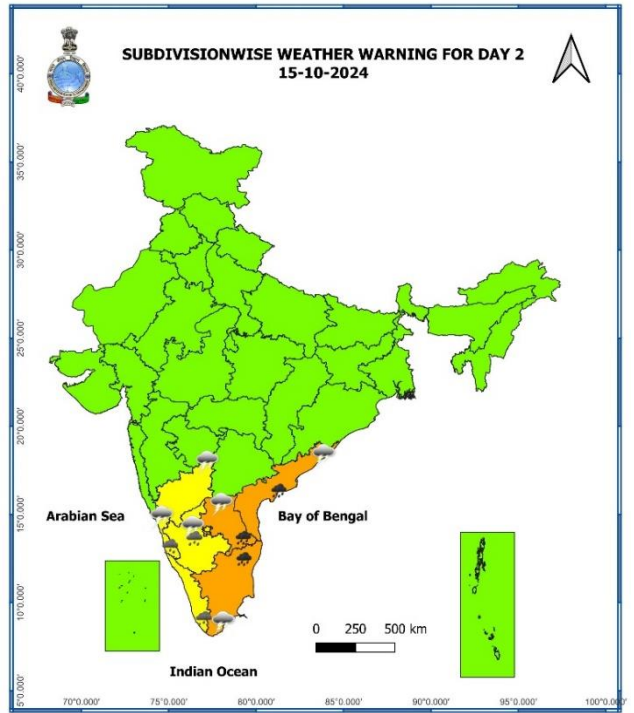 SUBDIVISIONWISE WEATHER WARNING FOR DAY 2
15-10-2024
40°0.000'
35°0.000'
30°0.000'
25°0.000'
20°0.000'
15°0.000'
10°0.000'
5°0.000'
Arabian Sea
Bay of Bengal
0 250 500 km
Indian Ocean
70°0.000' 75°0.000' 80°0.000' 85°0.000' 90°0.000' 95°0.000' 100°0.000'